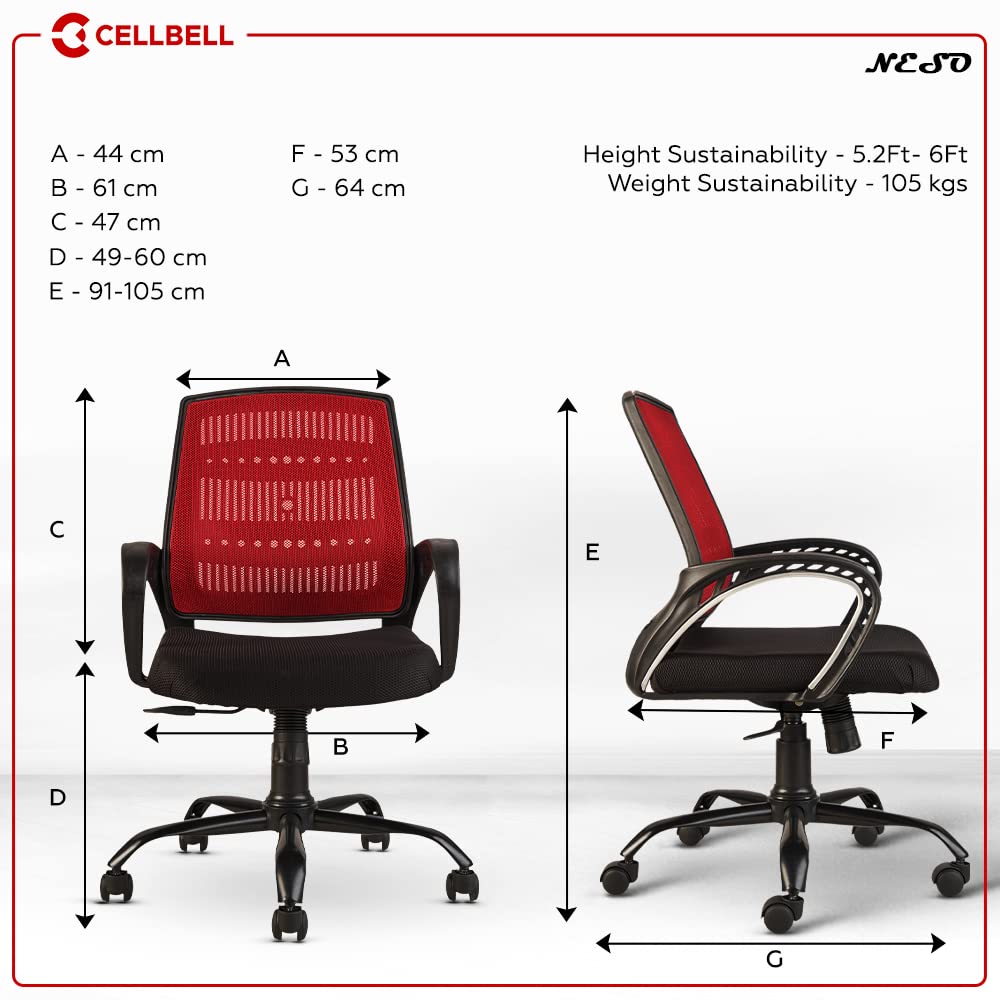 CELLBELL
NESO
A - 44 cm
B - 61 cm
C - 47 cm
D - 49-60 cm
E - 91-105 cm
F - 53 cm
G - 64 cm
Height Sustainability - 5.2Ft- 6Ft
Weight Sustainability - 105 kgs
A
C
B
D
E
F
G